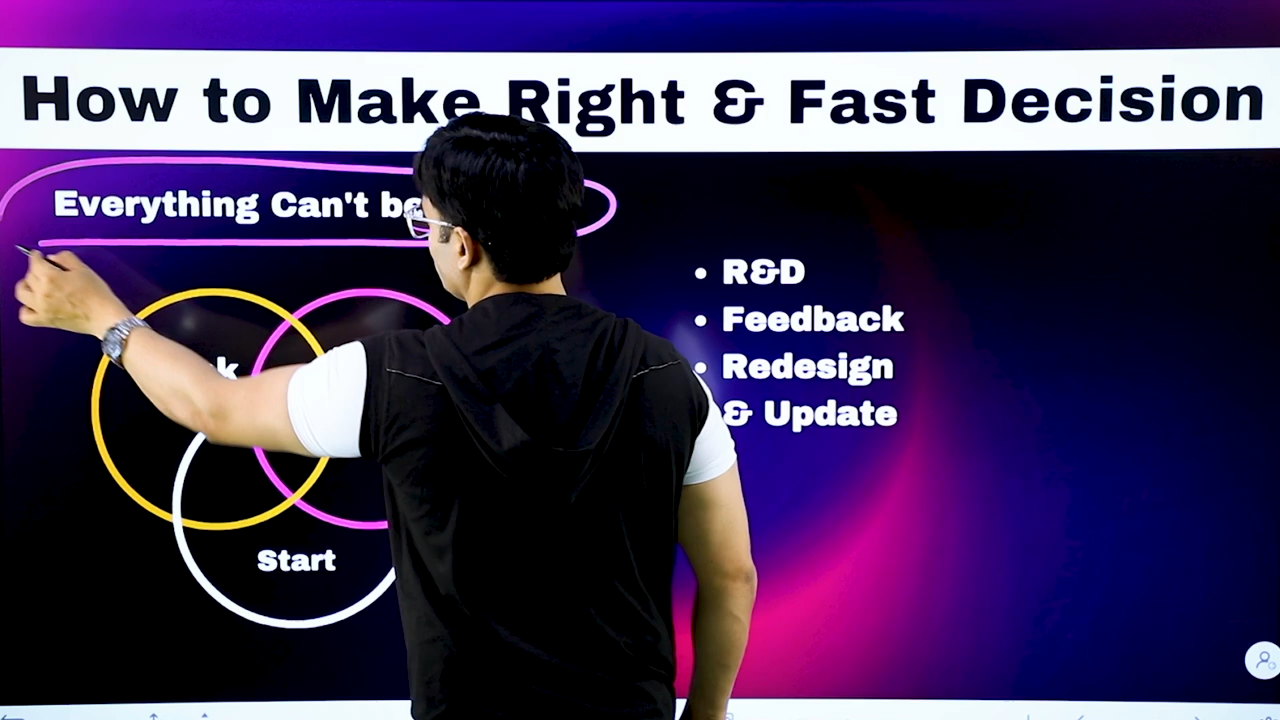 How to Make Right & Fast Decision
Everything Can't be
Start
• R&D
• Feedback
• Redesign
& Update